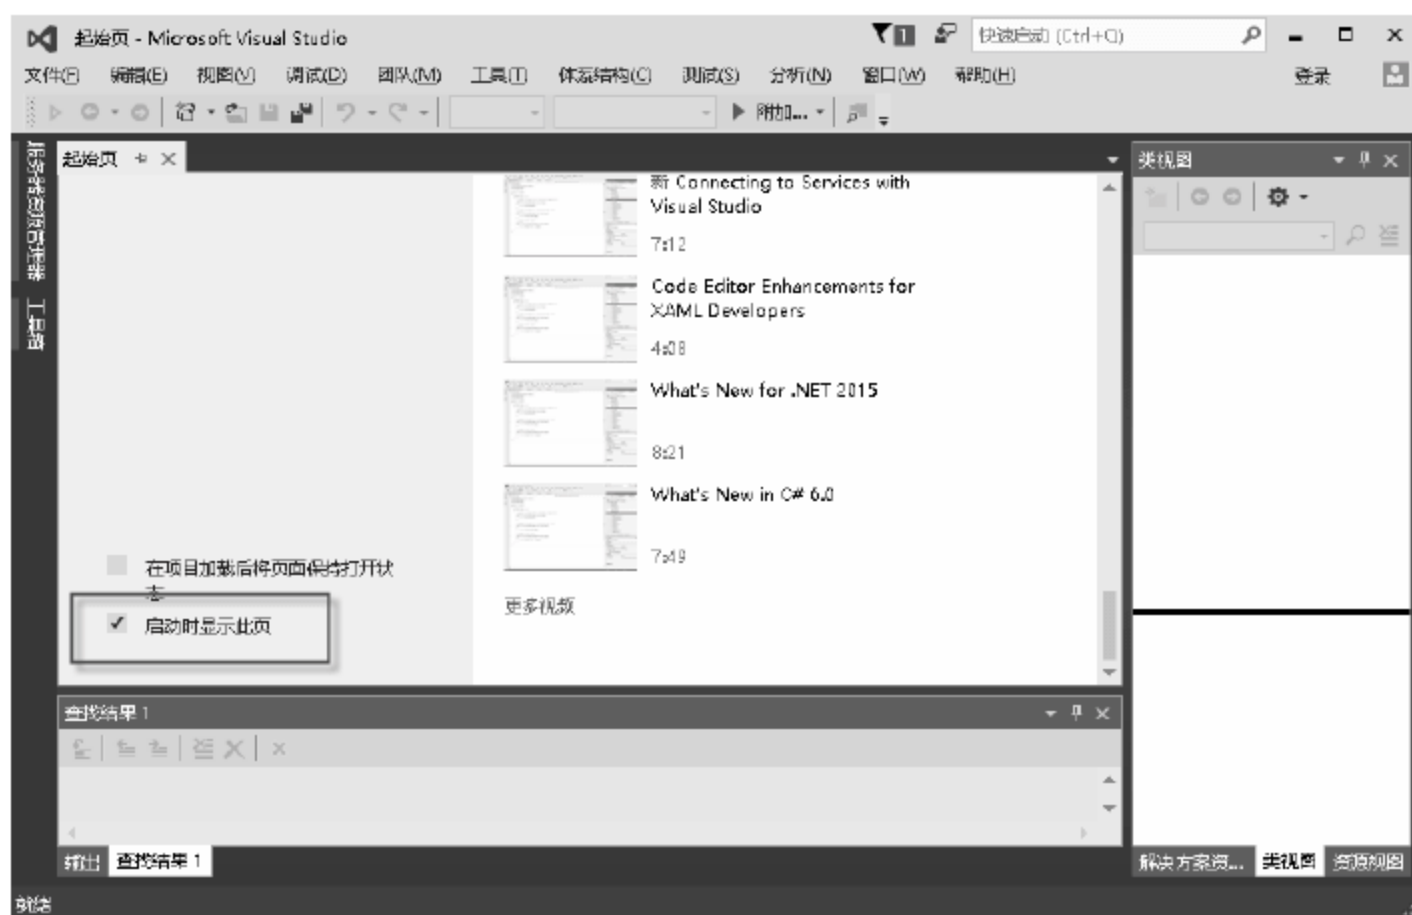 起始页 - Microsoft Visual Studio
1
快速启动 (Ctrl+Q)
文件(F) 编辑(E) 视图(V) 调试(D) 团队(M) 工具(T) 体系结构(C) 测试(S) 分析(N) 窗口(W) 帮助(H)
登录
附加...
服务器资源管理器
工具箱
起始页
新 Connecting to Services with
Visual Studio
7:12
Code Editor Enhancements for
XAML Developers
4:08
What's New for .NET 2015
8:21
What's New in C# 6.0
7:49
更多视频
在项目加载后将页面保持打开状
态
启动时显示此页
查找结果 1
输出 查找结果 1
类视图
解决方案资... 类视图 资源视图
就绪